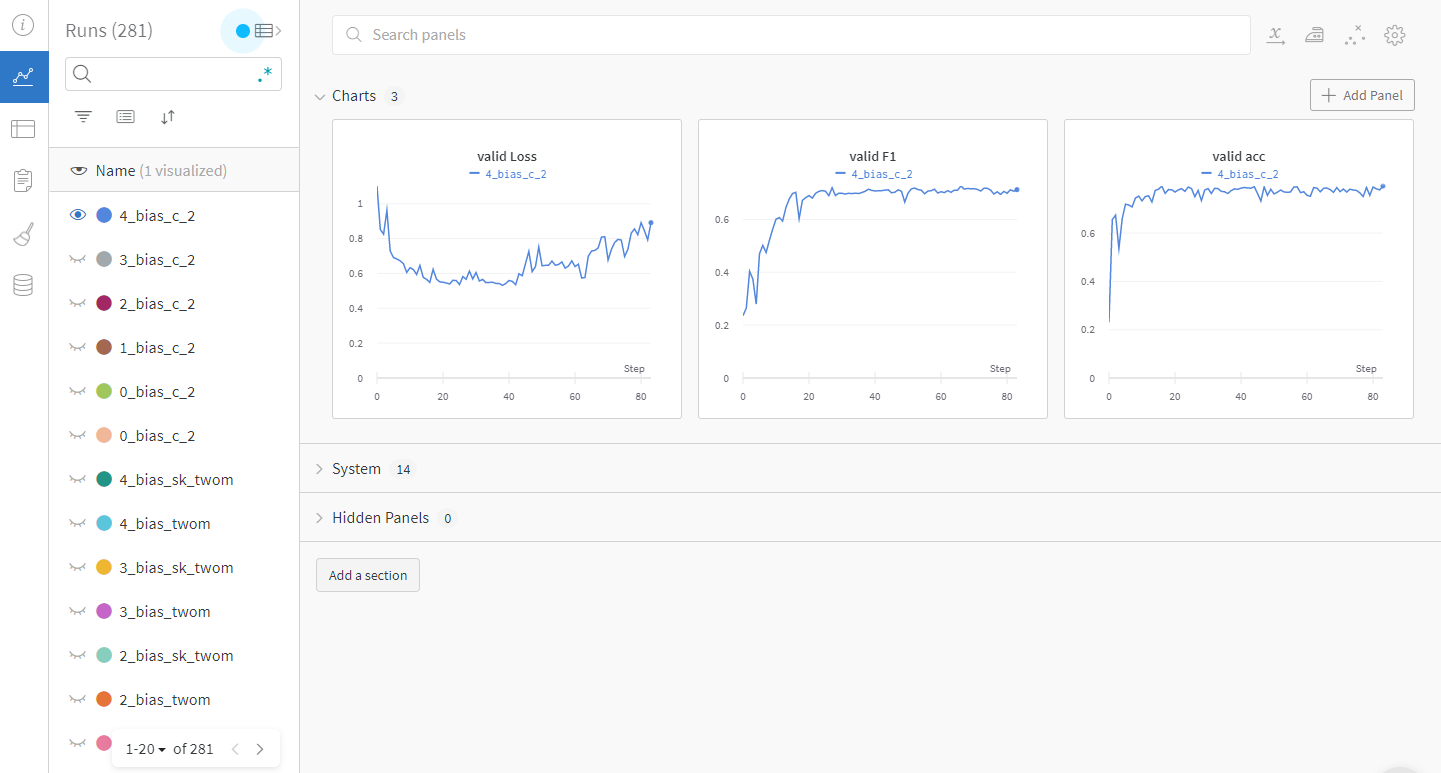 Runs (281)
.*
Name (1 visualized)
4_bias_c_2
3_bias_c_2
2_bias_c_2
1_bias_c_2
0_bias_c_2
0_bias_c_2
4_bias_sk_twom
4_bias_twom
3_bias_sk_twom
3_bias_twom
2_bias_sk_twom
2_bias_twom
1-20 of 281
Search panels
Charts 3
Add Panel
valid Loss
4_bias_c_2
1
0.8
0.6
0.4
0.2
0
Step
0 20 40 60 80
valid F1
4_bias_c_2
0.6
0.4
0.2
0
Step
0 20 40 60 80
valid acc
4_bias_c_2
0.6
0.4
0.2
0
Step
0 20 40 60 80
System 14
Hidden Panels 0
Add a section